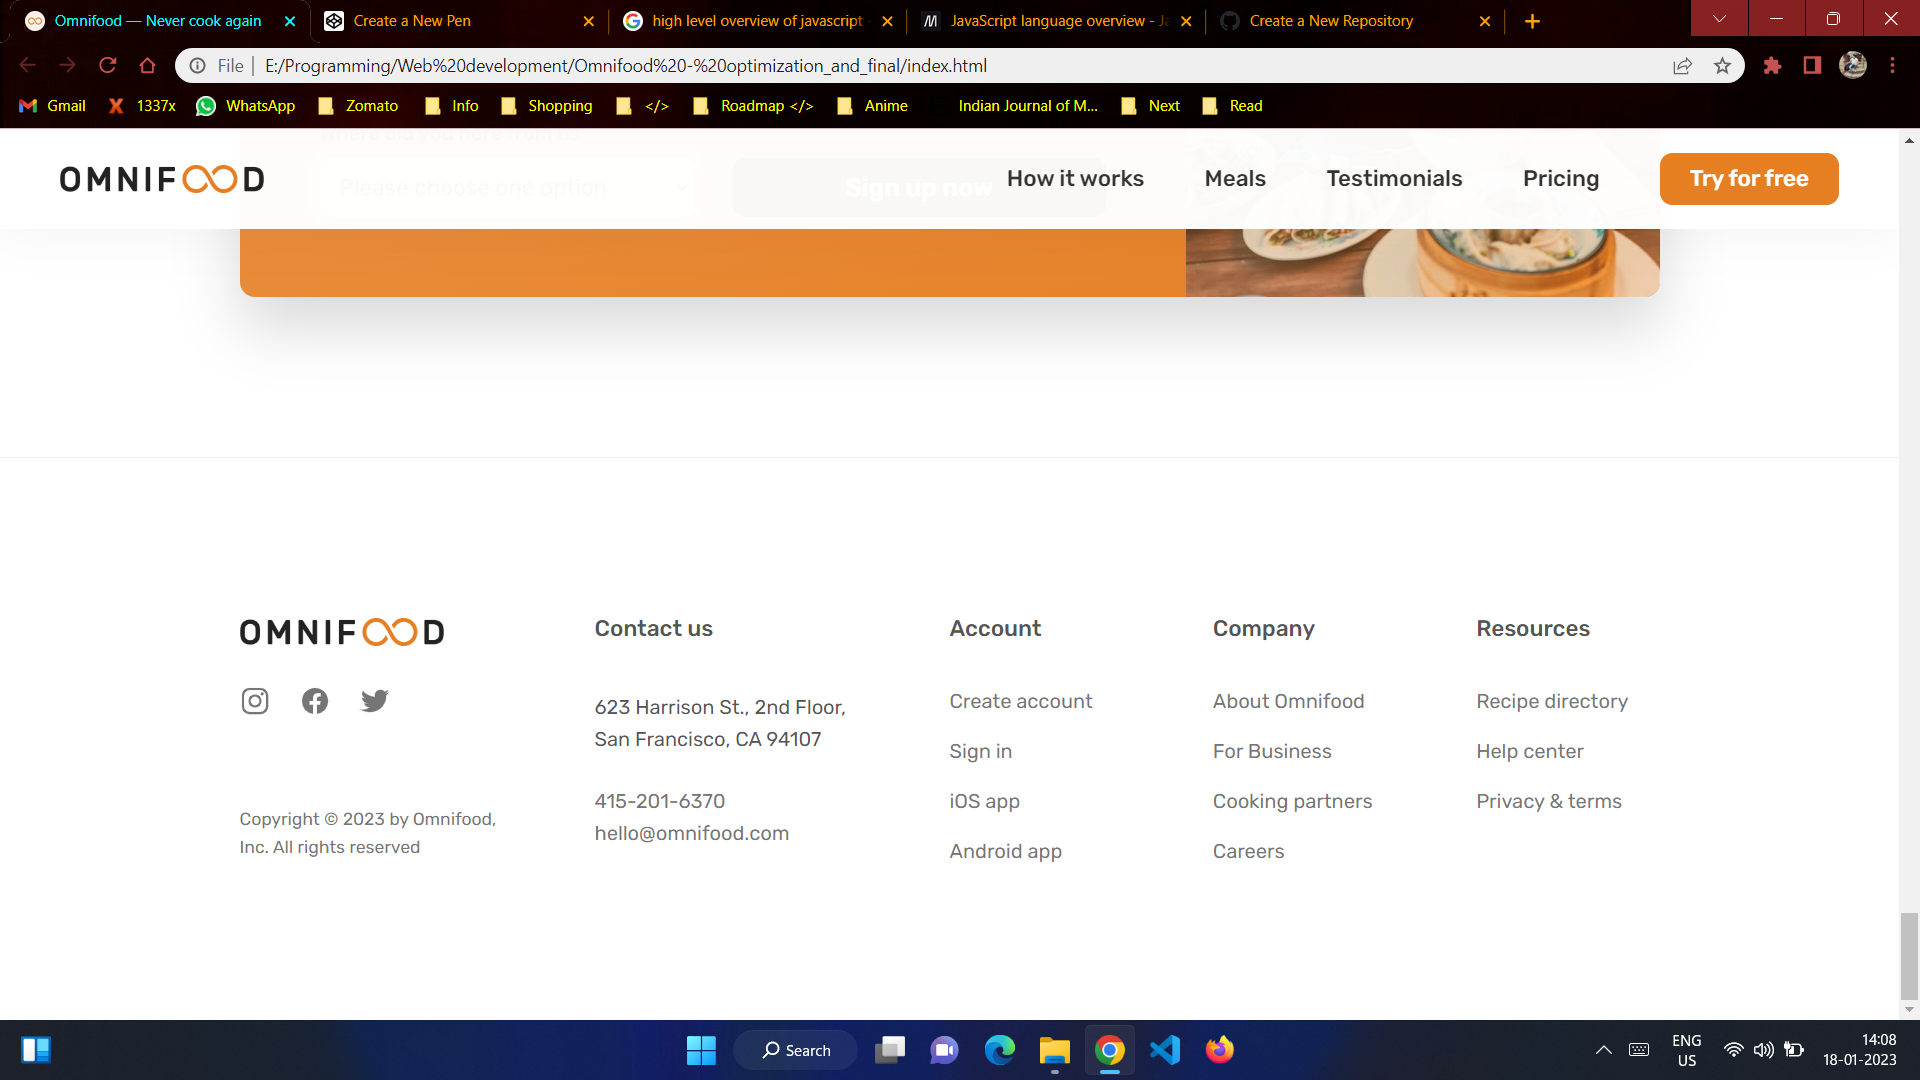 Omnifood — Never cook again
Create a New Pen
high level overview of javascript -
JavaScript language overview - Ja
Create a New Repository
File | E:/Programming/Web%20development/Omnifood%20-%20optimization_and_final/index.html
Gmail
1337x
WhatsApp
Zomato
Info
Shopping
</>
Roadmap </>
Anime
Indian Journal of M...
Next
Read
OMNIFOOD
Please choose one option
Sign up now
How it works
Meals
Testimonials
Pricing
Try for free
OMNIFOOD
Copyright © 2023 by Omnifood,
Inc. All rights reserved
Contact us
623 Harrison St., 2nd Floor,
San Francisco, CA 94107
415-201-6370
hello@omnifood.com
Account
Create account
Sign in
iOS app
Android app
Company
About Omnifood
For Business
Cooking partners
Careers
Resources
Recipe directory
Help center
Privacy & terms
Search
ENG
US
14:08
18-01-2023